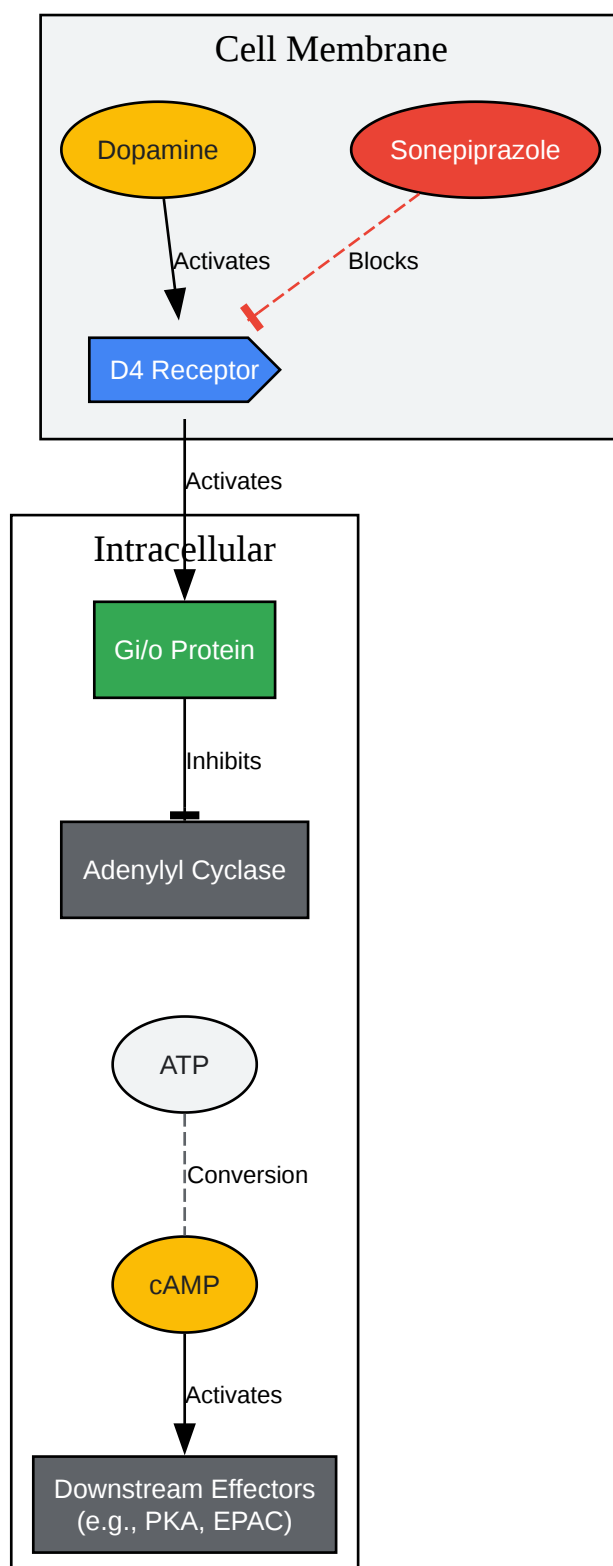 Cell Membrane
Dopamine
Sonepiprazole
Activates
Blocks
D4 Receptor
Activates
Intracellular
Gi/o Protein
Inhibits
Adenylyl Cyclase
ATP
Conversion
cAMP
Activates
Downstream Effectors
(e.g., PKA, EPAC)